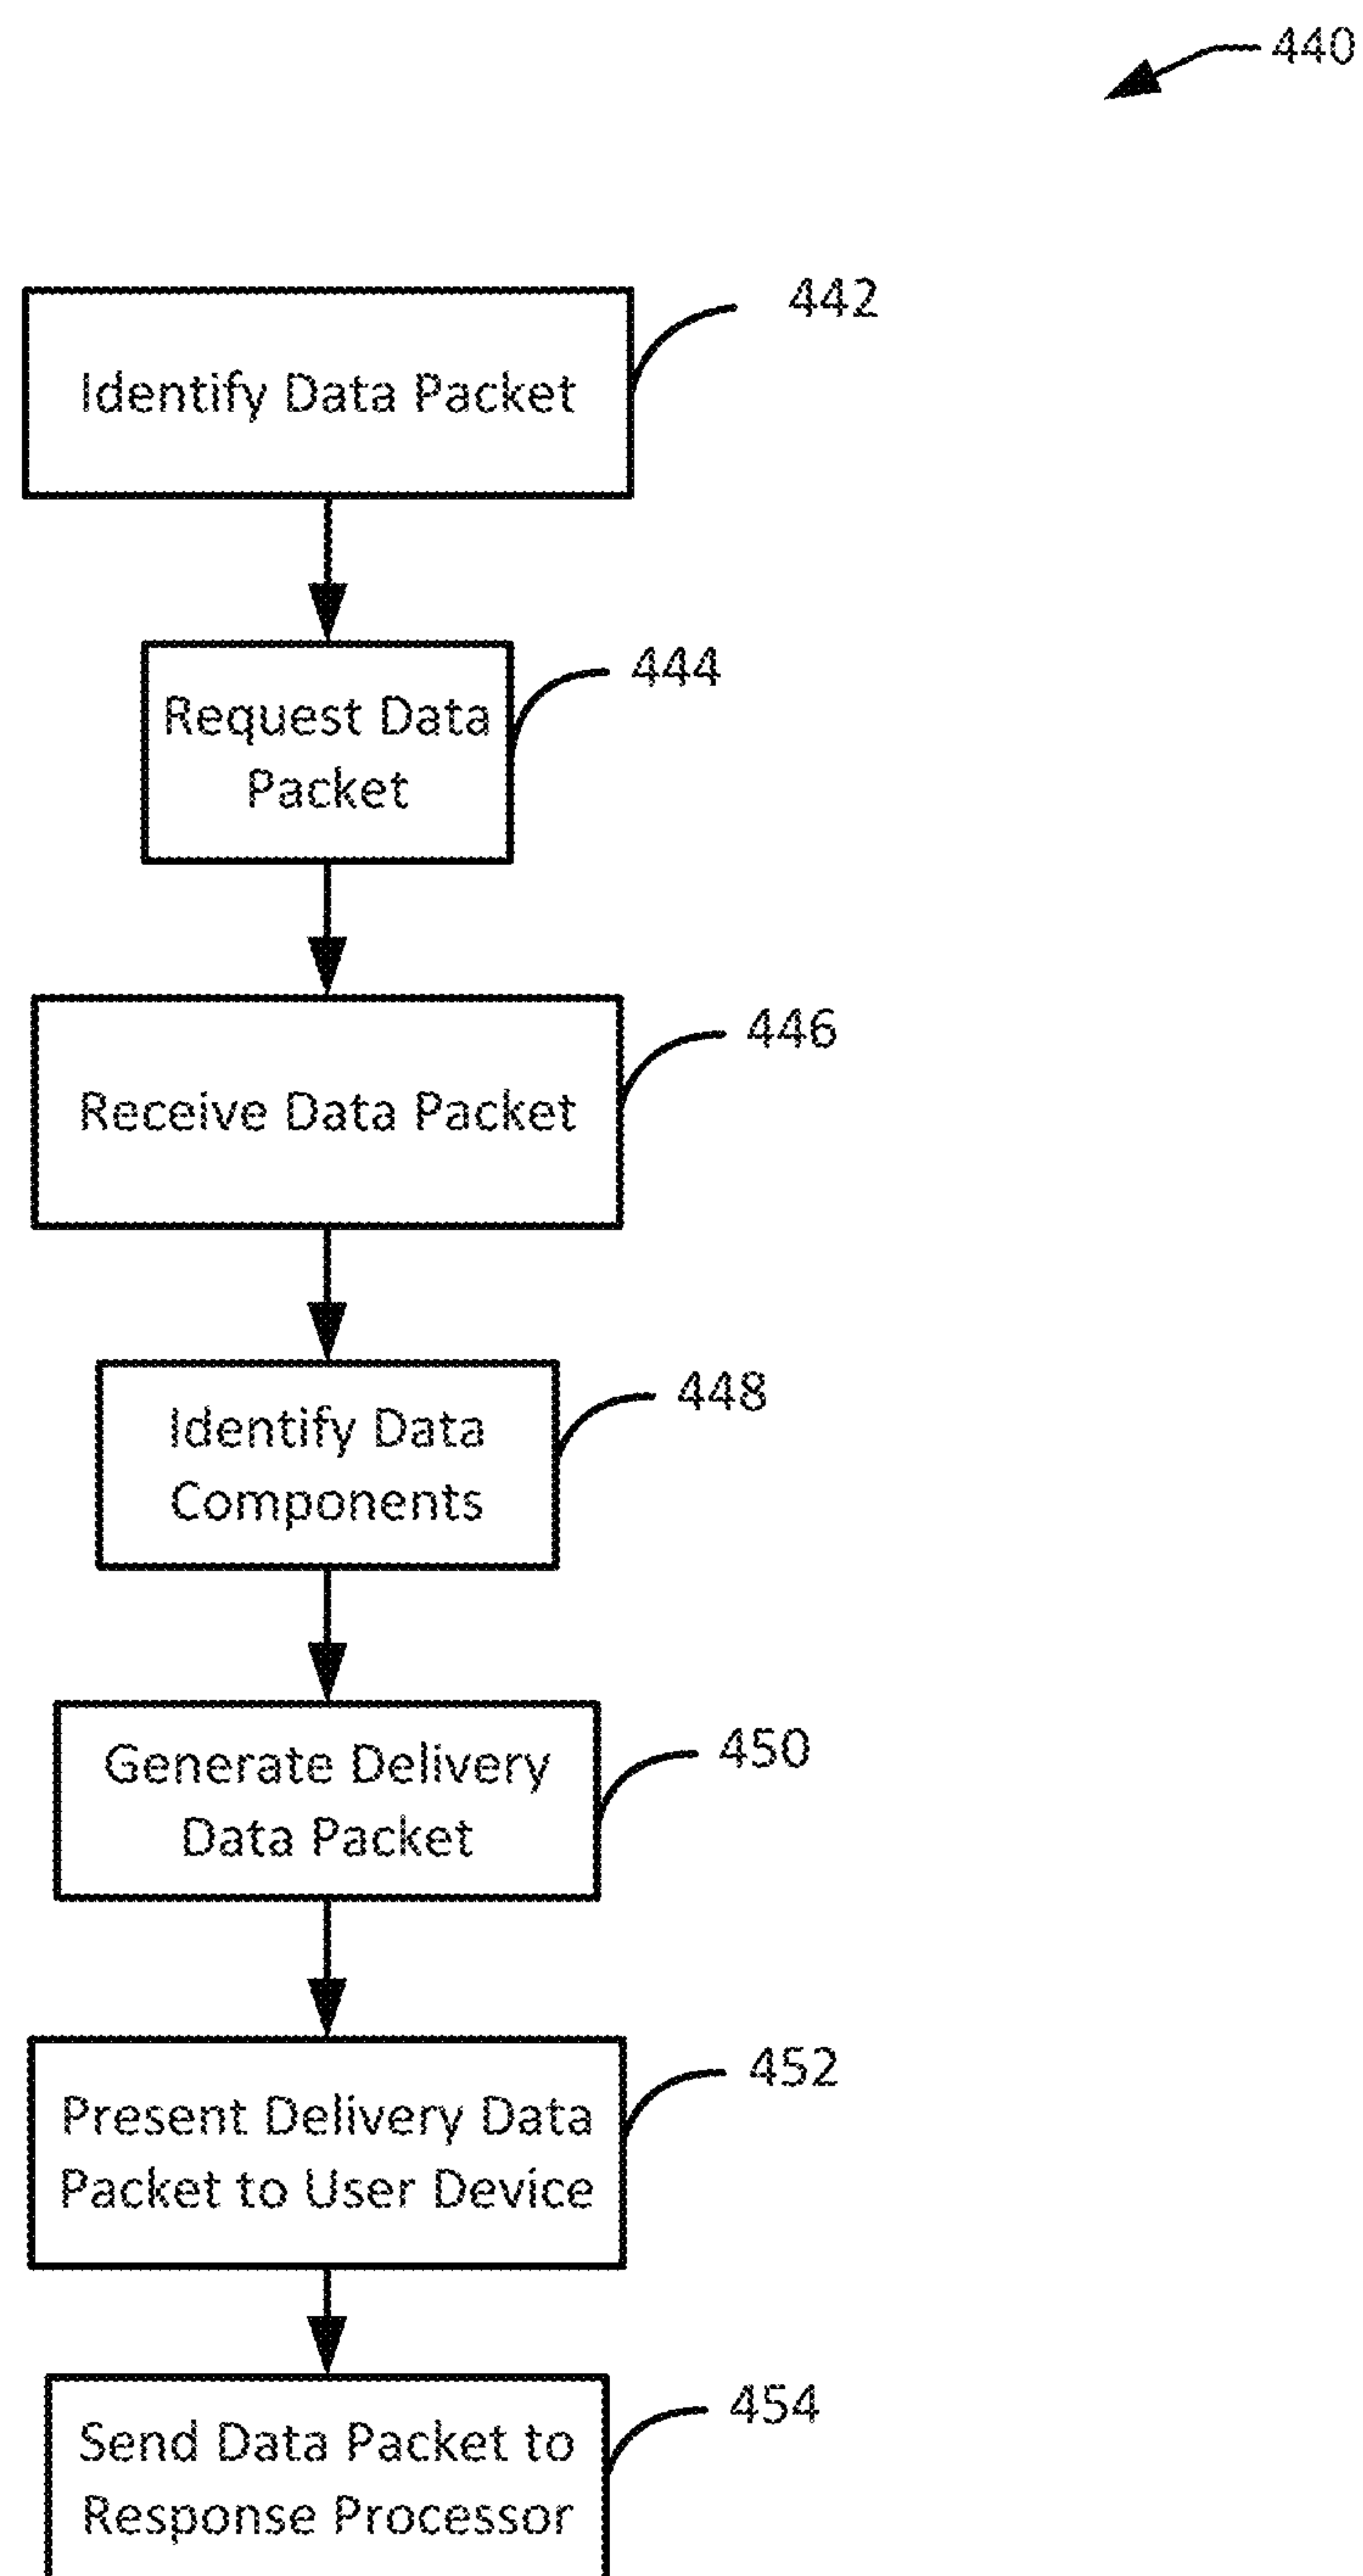 440
442
Identify Data Packet
444
Request Data
Packet
446
Receive Data Packet
448
Identify Data
Components
450
Generate Delivery
Data Packet
452
Present Delivery Data
Packet to User Device
454
Send Data Packet to
Response Processor